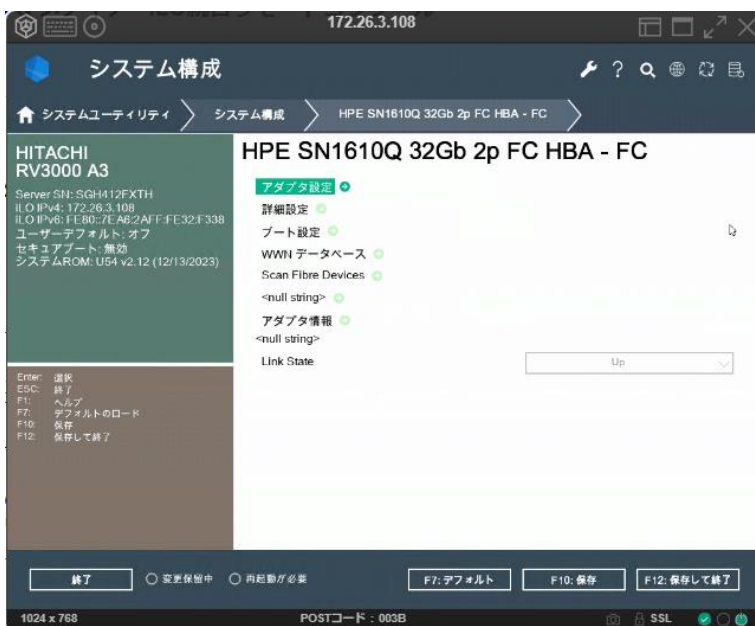 172.26.3.108
システム構成
システムユーティリティ
システム構成
HPE SN1610Q 32Gb 2p FC HBA - FC
HITACHI
RV3000 A3
Server SN: SGH412FXTH
iLO IPv4: 172.26.3.108
iLO IPv6: FE80::7EA6:2AFF:FE32:F338
ユーザーデフォルト: オフ
セキュアブート: 無効
システムROM: U54 v2.12 (12/13/2023)
Enter: 選択
ESC: 終了
F1: ヘルプ
F7: デフォルトのロード
F10: 保存
F12: 保存して終了
HPE SN1610Q 32Gb 2p FC HBA - FC
アダプタ設定
詳細設定
ブート設定
WWN データベース
Scan Fibre Devices
<null string>
アダプタ情報
<null string>
Link State
Up
終了
変更保留中
再起動が必要
F7: デフォルト
F10: 保存
F12: 保存して終了
1024 x 768
POSTコード : 003B
SSL